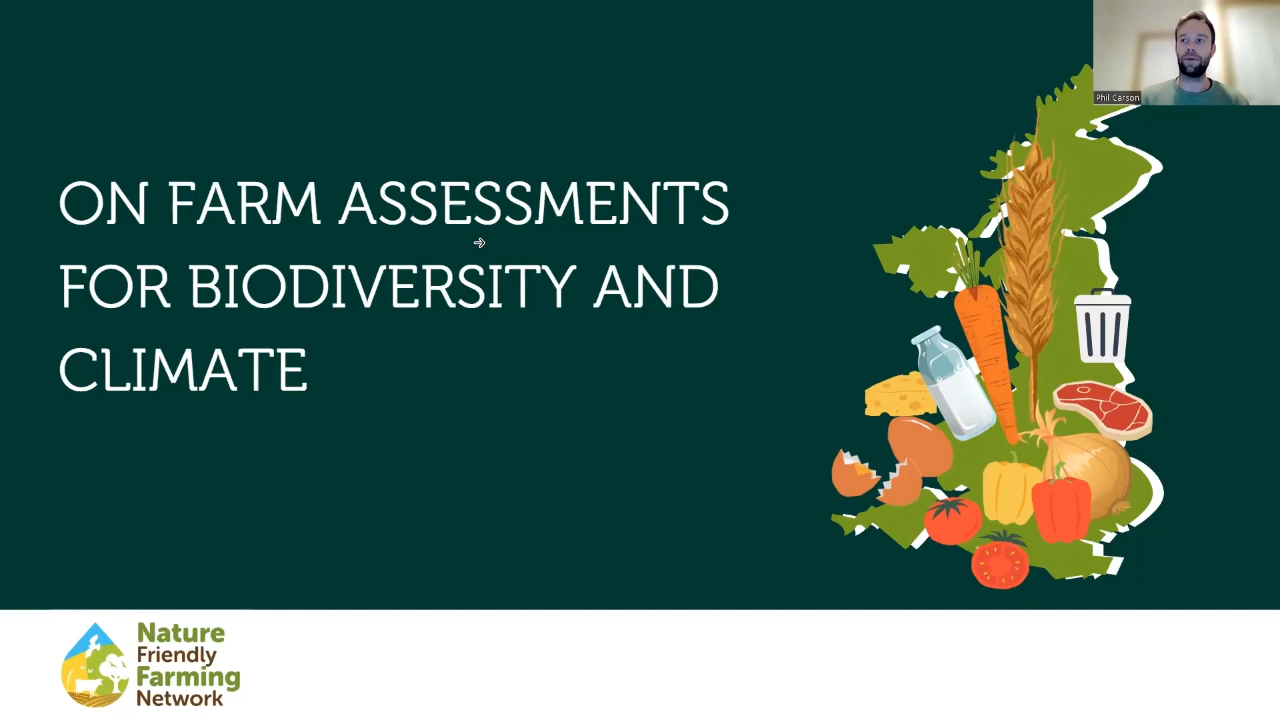 Phil Carson
ON FARM ASSESSMENTS
FOR BIODIVERSITY AND
CLIMATE
Nature
Friendly
Farming
Network